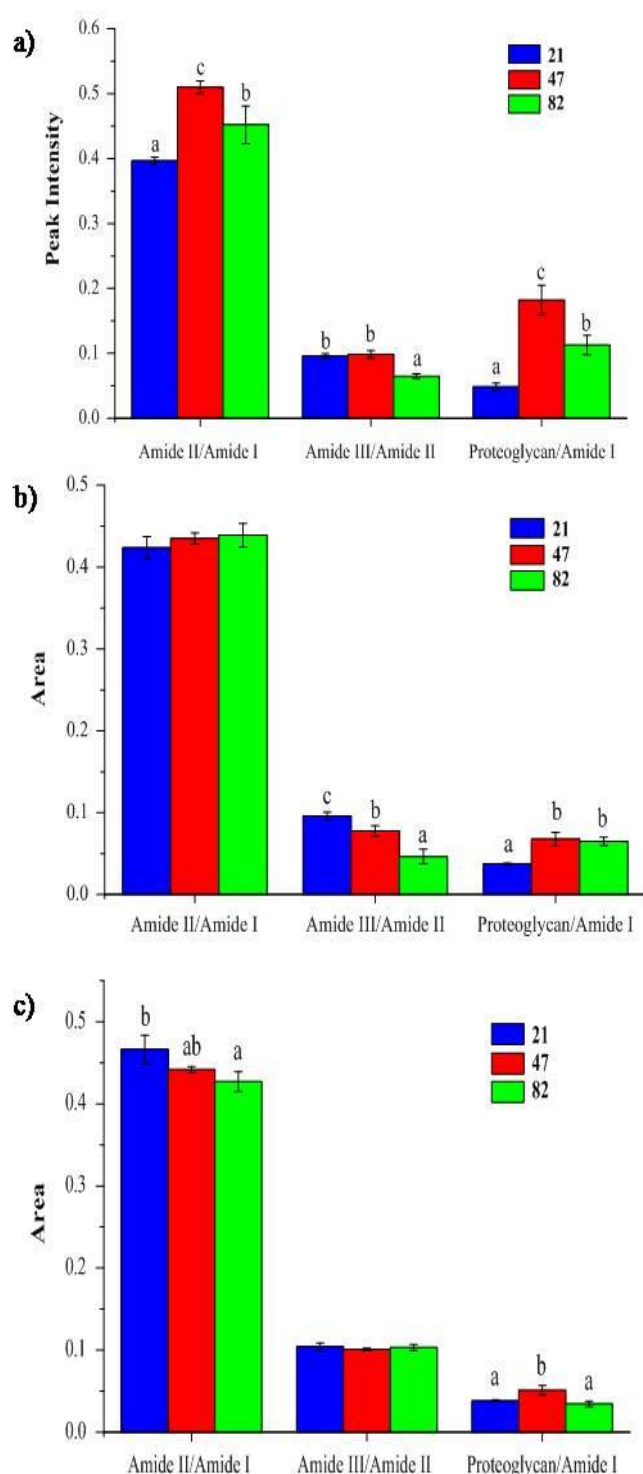 a)
0.6
0.5
0.4
0.3
0.2
0.1
0.0
Peak Intensity
21
47
82
a c b
b b a
a c b
Amide II/Amide I Amide III/Amide II Proteoglycan/Amide I
b)
0.5
0.4
0.3
0.2
0.1
0.0
Area
21
47
82
c b a
a b b
Amide II/Amide I Amide III/Amide II Proteoglycan/Amide I
c)
0.5
0.4
0.3
0.2
0.1
0.0
Area
21
47
82
b ab a
a b a
Amide II/Amide I Amide III/Amide II Proteoglycan/Amide I